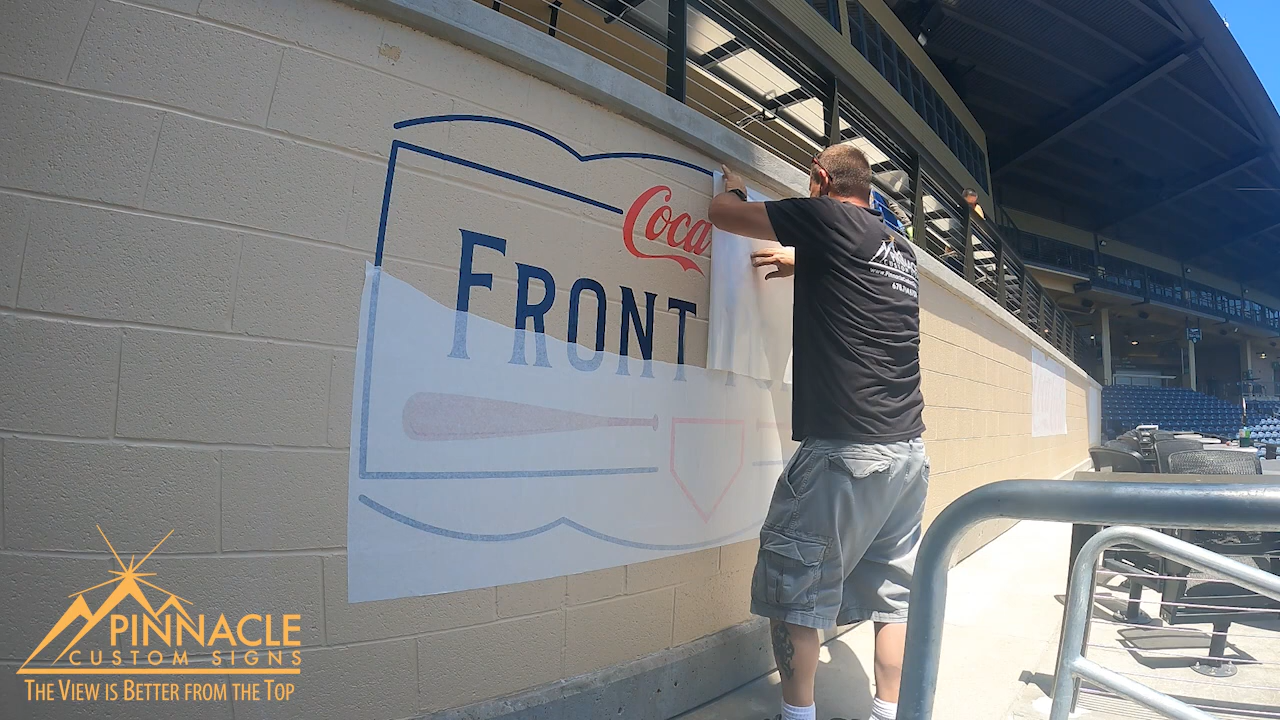 Coca
FRONT
PINNACLE
CUSTOM SIGNS
THE VIEW IS BETTER FROM THE TOP